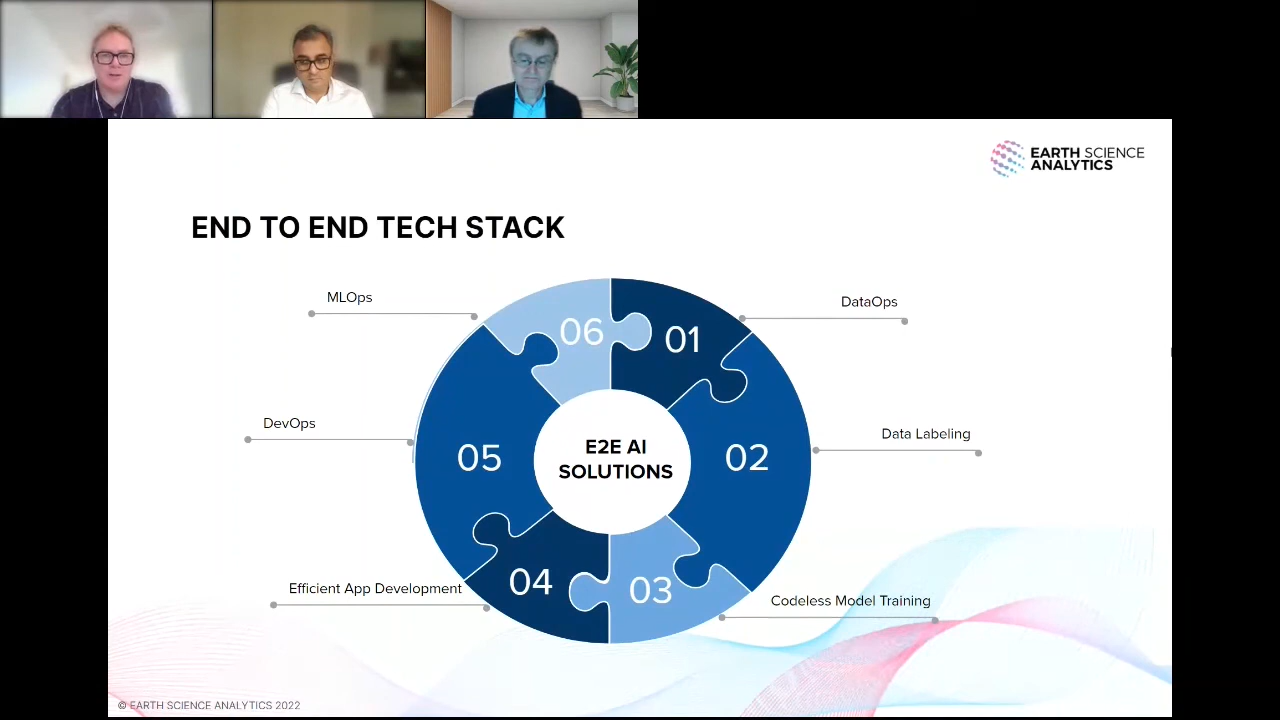 EARTH SCIENCE
ANALYTICS
END TO END TECH STACK
MLOps
DataOps
06
01
DevOps
Data Labeling
05
E2E AI
SOLUTIONS
02
04
03
Efficient App Development
Codeless Model Training
© EARTH SCIENCE ANALYTICS 2022